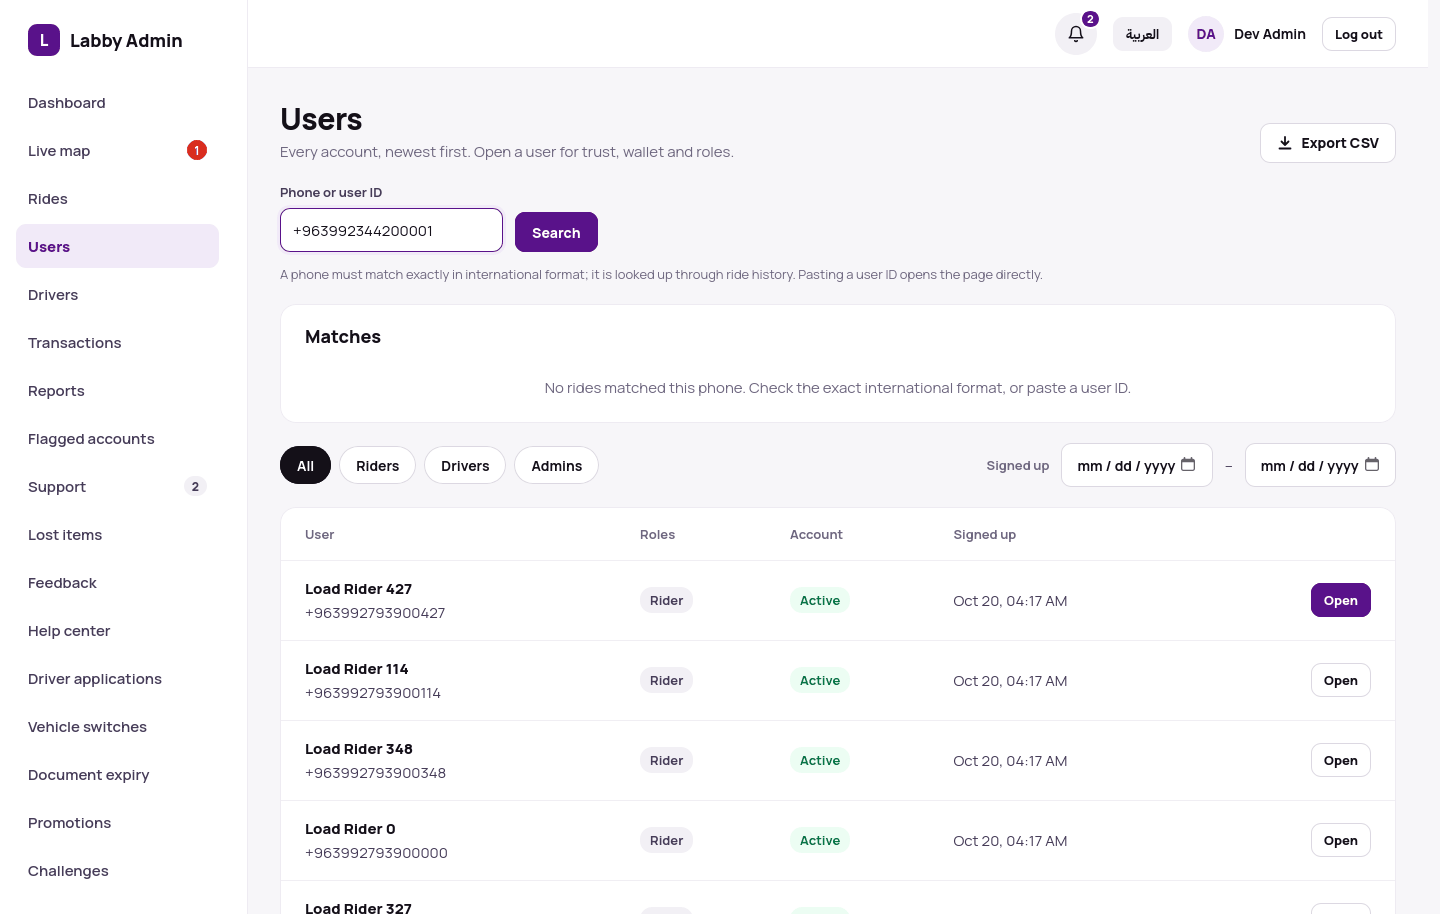 L Labby Admin
2
العربية
DA Dev Admin
Log out
Dashboard
Live map 1
Rides
Users
Drivers
Transactions
Reports
Flagged accounts
Support 2
Lost items
Feedback
Help center
Driver applications
Vehicle switches
Document expiry
Promotions
Challenges
Users
Every account, newest first. Open a user for trust, wallet and roles.
Export CSV
Phone or user ID
+963992344200001
Search
A phone must match exactly in international format; it is looked up through ride history. Pasting a user ID opens the page directly.
Matches
No rides matched this phone. Check the exact international format, or paste a user ID.
All Riders Drivers Admins
Signed up mm / dd / yyyy – mm / dd / yyyy
User Roles Account Signed up
Load Rider 427
+963992793900427
Rider Active Oct 20, 04:17 AM Open
Load Rider 114
+963992793900114
Rider Active Oct 20, 04:17 AM Open
Load Rider 348
+963992793900348
Rider Active Oct 20, 04:17 AM Open
Load Rider 0
+963992793900000
Rider Active Oct 20, 04:17 AM Open
Load Rider 327